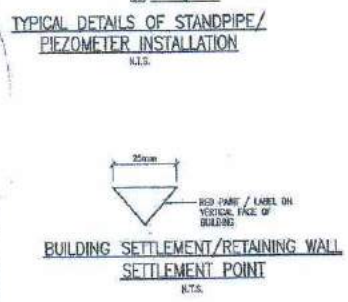 TYPICAL DETAILS OF STANDPIPE/
PIEZOMETER INSTALLATION
N.T.S.
25mm
RED PAINT / LABEL ON
VERTICAL FACE OF
BUILDING
BUILDING SETTLEMENT/RETAINING WALL
SETTLEMENT POINT
N.T.S.